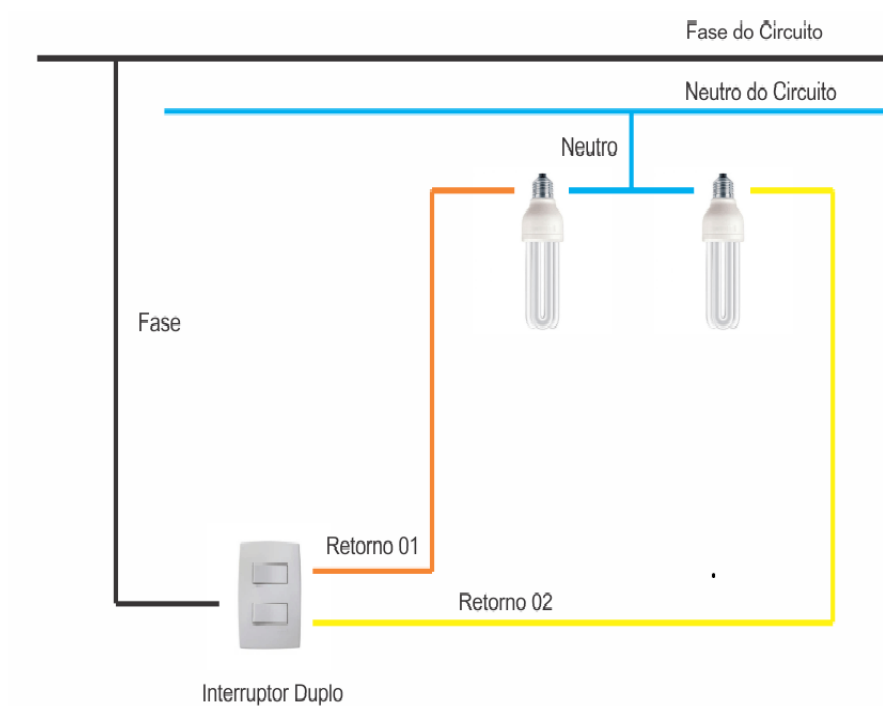 Fase do Circuito
Neutro do Circuito
Neutro
Fase
Retorno 01
Retorno 02
Interruptor Duplo